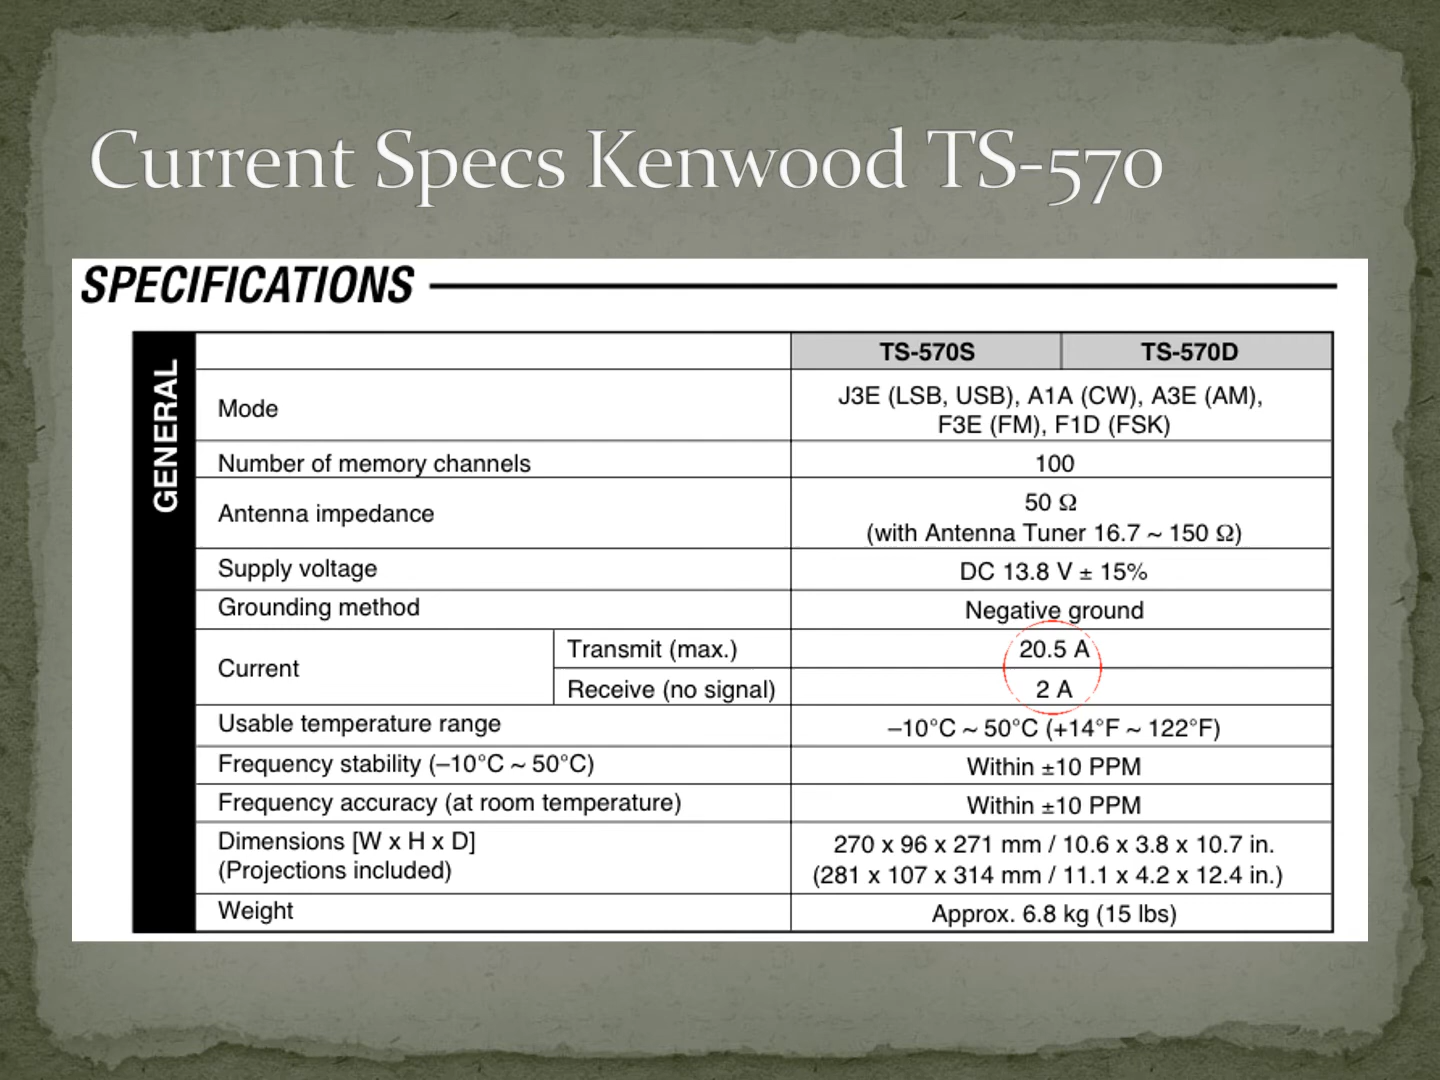 Current Specs Kenwood TS-570
SPECIFICATIONS
GENERAL
TS-570S TS-570D
Mode J3E (LSB, USB), A1A (CW), A3E (AM),
F3E (FM), F1D (FSK)
Number of memory channels 100
Antenna impedance 50 Ω
(with Antenna Tuner 16.7 ~ 150 Ω)
Supply voltage DC 13.8 V ± 15%
Grounding method Negative ground
Current Transmit (max.) 20.5 A
Receive (no signal) 2 A
Usable temperature range –10°C ~ 50°C (+14°F ~ 122°F)
Frequency stability (–10°C ~ 50°C) Within ±10 PPM
Frequency accuracy (at room temperature) Within ±10 PPM
Dimensions [W x H x D] 270 x 96 x 271 mm / 10.6 x 3.8 x 10.7 in.
(Projections included) (281 x 107 x 314 mm / 11.1 x 4.2 x 12.4 in.)
Weight Approx. 6.8 kg (15 lbs)